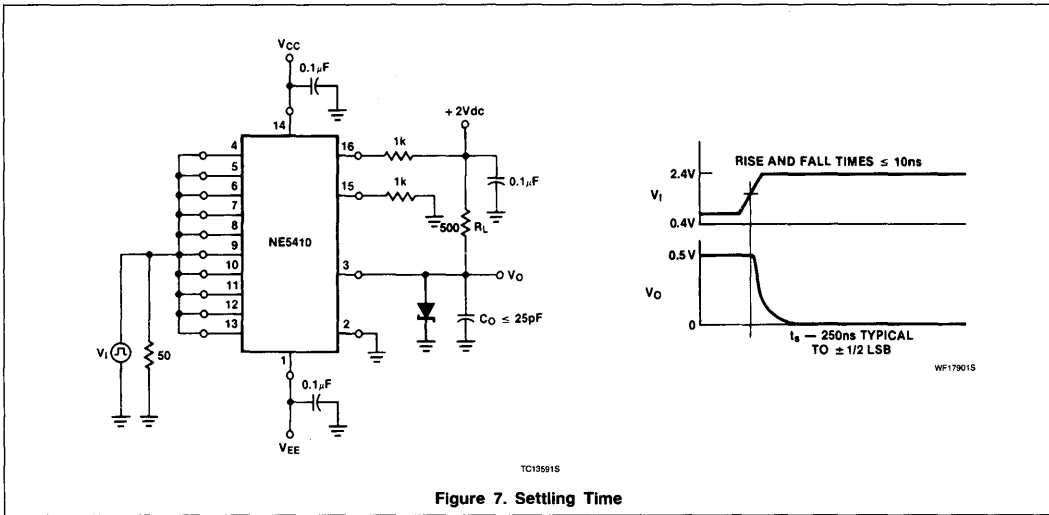 VCC
0.1μF
14
+ 2Vdc
4
5
6
7
8
9
10
11
12
13
NE5410
16
1k
15
1k
0.1μF
500
RL
3
VO
CO ≤ 25pF
2
1
VI
50
0.1μF
VEE
TC13591S
RISE AND FALL TIMES ≤ 10ns
2.4V
VI
0.4V
0.5V
VO
0
ts — 250ns TYPICAL
TO ± 1/2 LSB
WF17901S
Figure 7. Settling Time